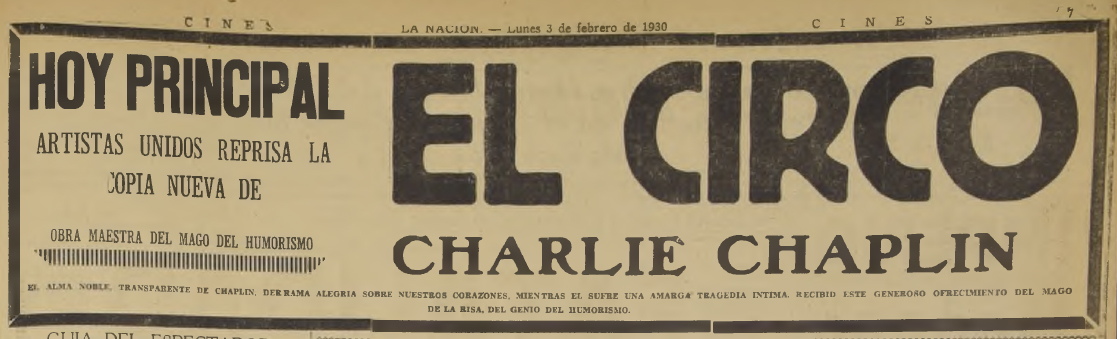 CINES
LA NACION. — Lunes 3 de febrero de 1930
CINES
HOY PRINCIPAL
ARTISTAS UNIDOS REPRISA LA
COPIA NUEVA DE
OBRA MAESTRA DEL MAGO DEL HUMORISMO
EL CIRCO
CHARLIE CHAPLIN
EL ALMA NOBLE, TRANSPARENTE DE CHAPLIN, DERRAMA ALEGRIA SOBRE NUESTROS CORAZONES, MIENTRAS EL SUFRE UNA AMARGA TRAGEDIA INTIMA. RECIBID ESTE GENEROSO OFRECIMIENTO DEL MAGO
DE LA RISA, DEL GENIO DEL HUMORISMO.
GUIA DEL